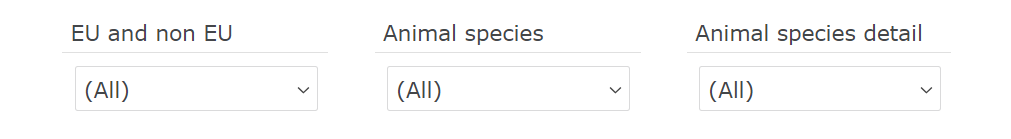 EU and non EU
Animal species
Animal species detail
(All)
(All)
(All)